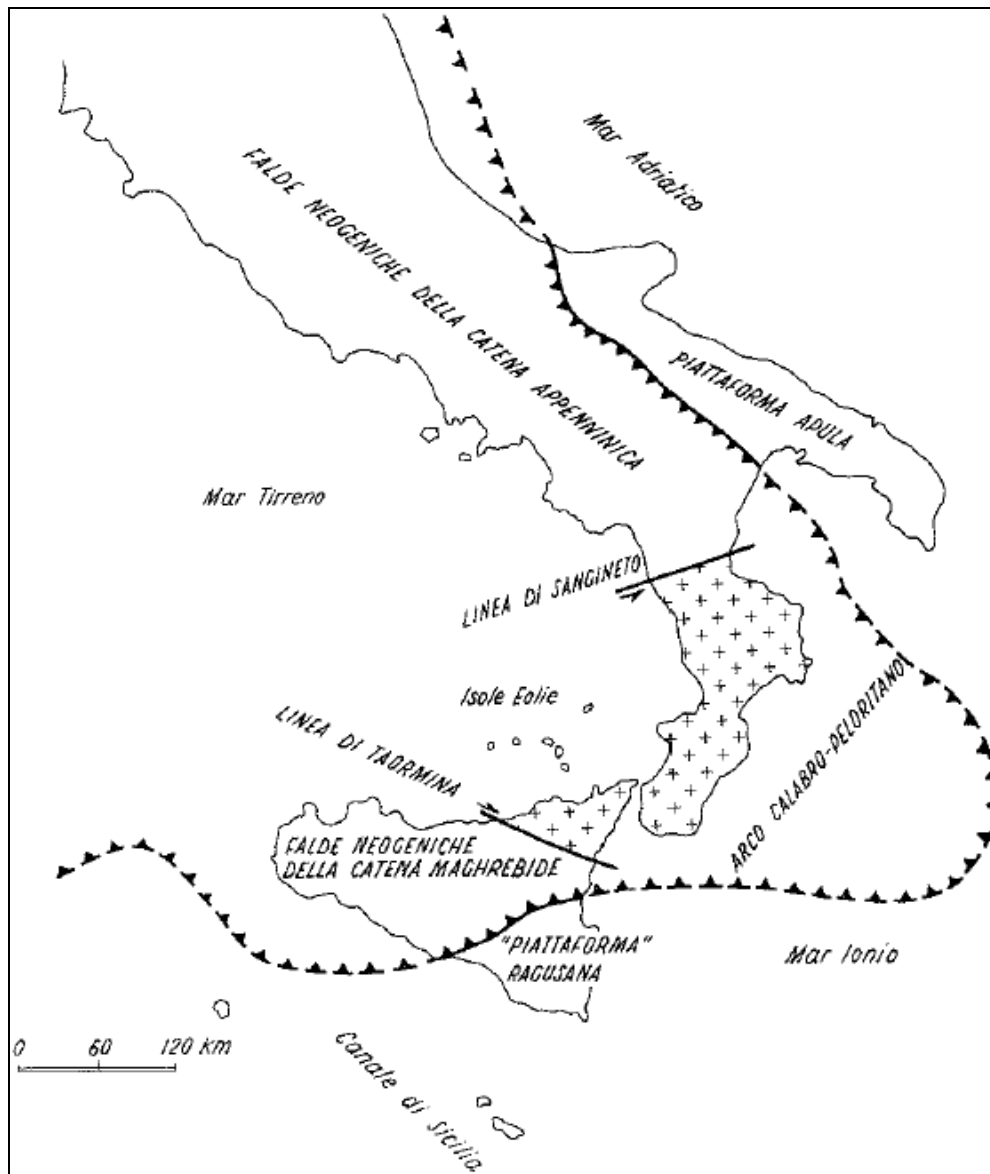 Mar Adriatico
FALDE NEOGENICHE DELLA CATENA APPENNINICA
PIATTAFORMA APULA
Mar Tirreno
LINEA DI SANGINETO
Isole Eolie
LINEA DI TAORMINA
ARCO CALABRO-PELORITANO
FALDE NEOGENICHE
DELLA CATENA MAGHREBIDE
"PIATTAFORMA"
RAGUSANA
Mar Ionio
0 60 120 KM
Canale di Sicilia